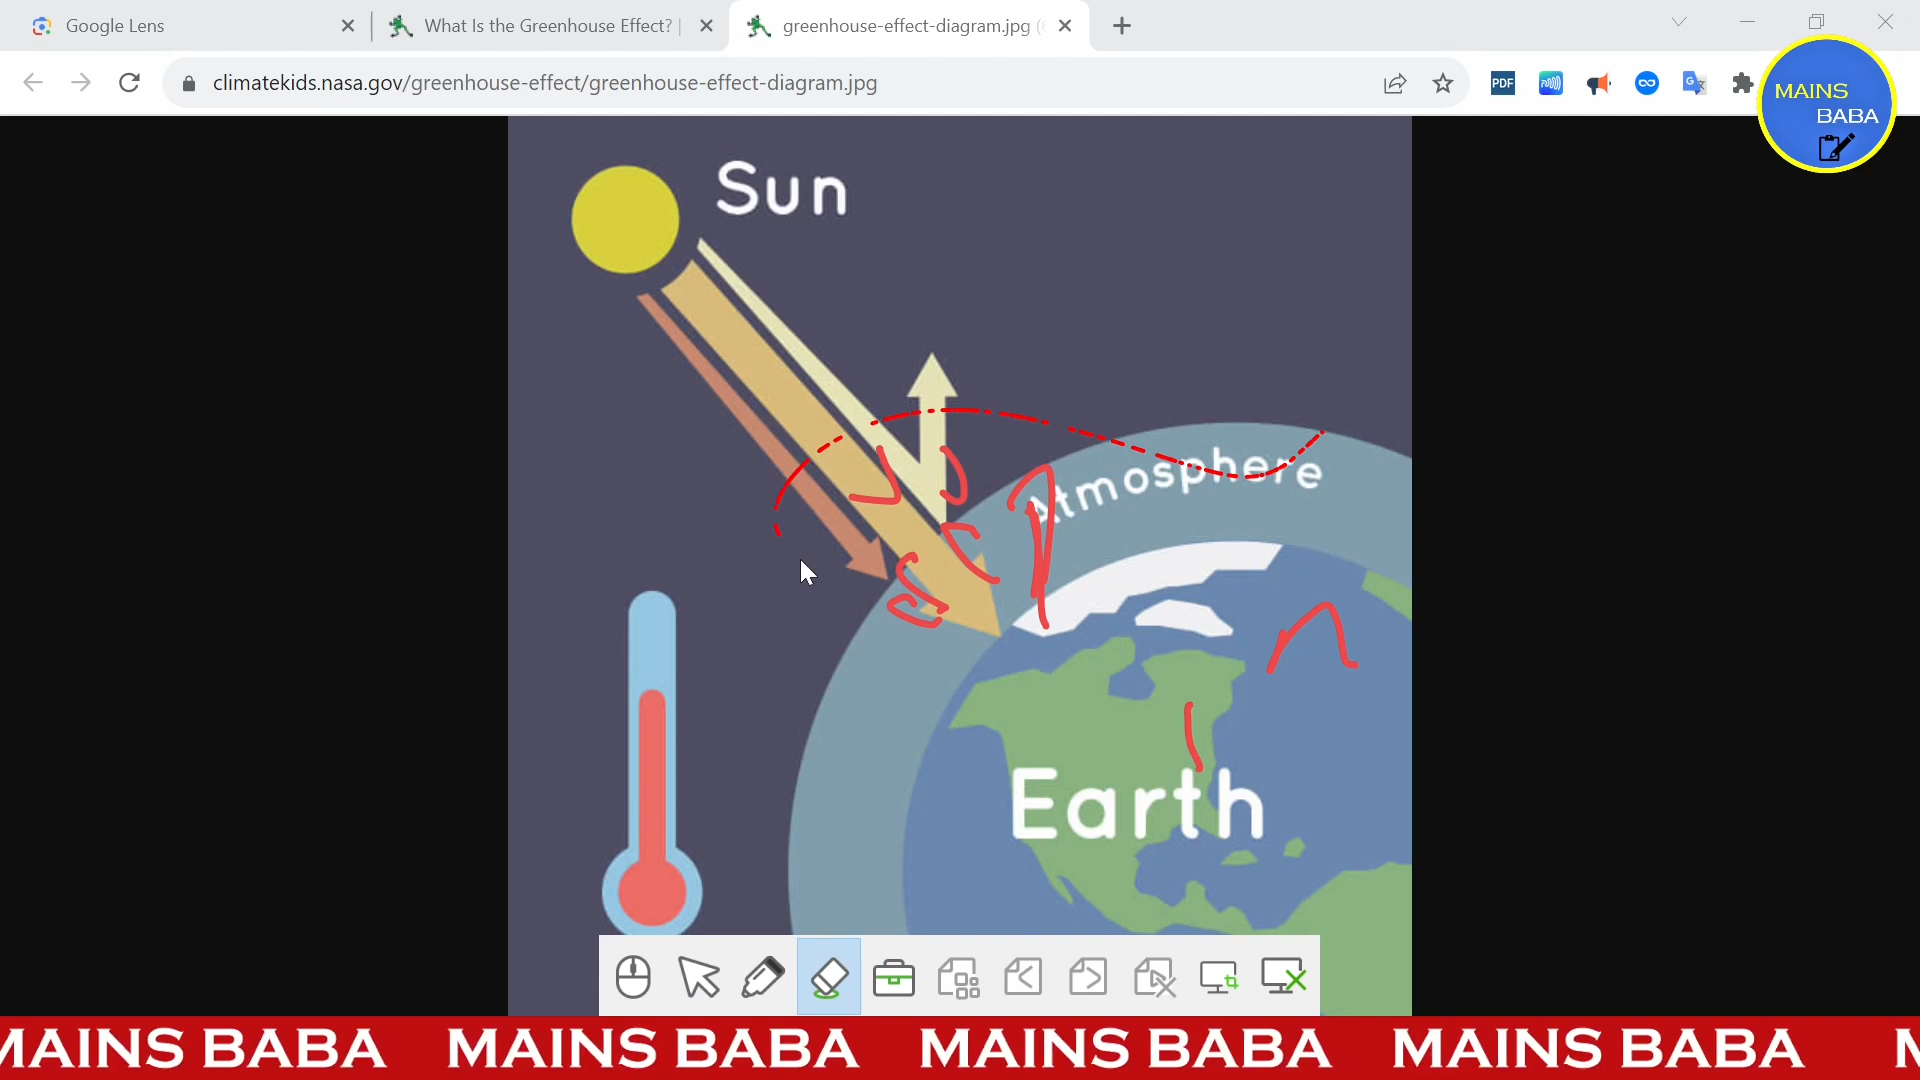 Google Lens
What Is the Greenhouse Effect? |
greenhouse-effect-diagram.jpg (
climatekids.nasa.gov/greenhouse-effect/greenhouse-effect-diagram.jpg
PDF
MAINS
BABA
Sun
Atmosphere
Earth
MAINS BABA MAINS BABA MAINS BABA MAINS BABA